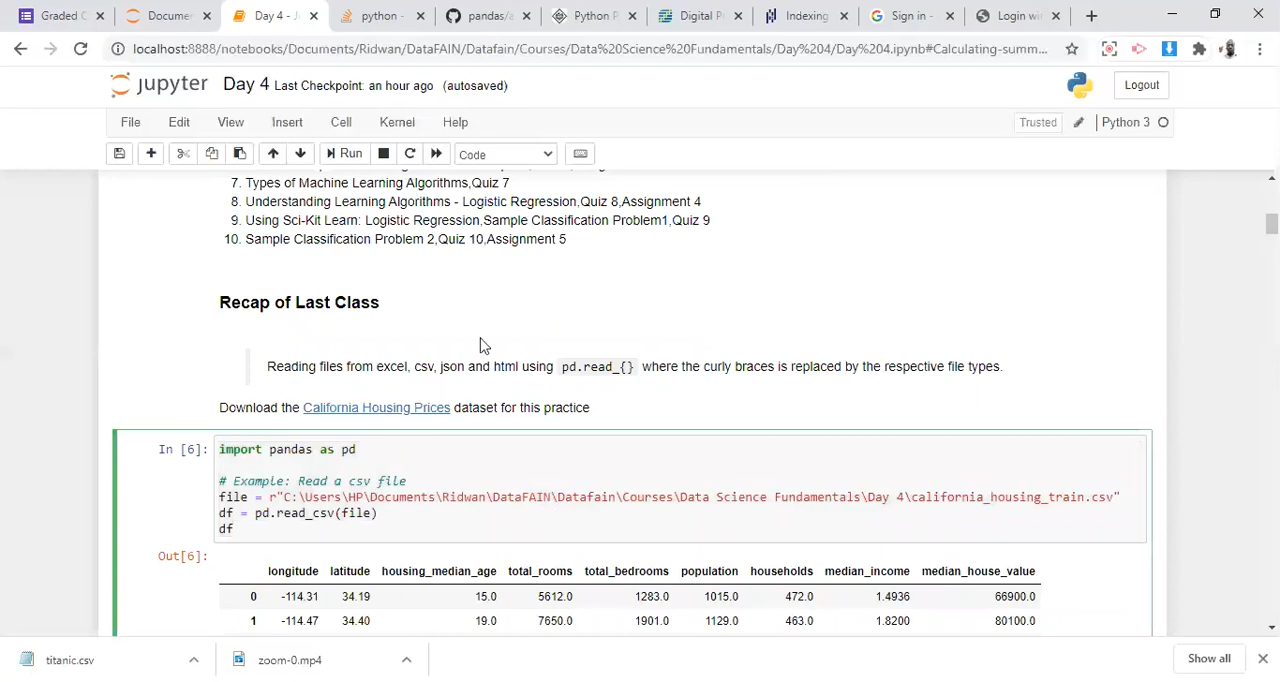 Graded C
Documer
Day 4 - J
python -
pandas/a
Python P
Digital P
Indexing
Sign in -
Login wi
localhost:8888/notebooks/Documents/Ridwan/DataFAIN/Datafain/Courses/Data%20Science%20Fundamentals/Day%204/Day%204.ipynb#Calculating-summ...
jupyter Day 4 Last Checkpoint: an hour ago (autosaved)
Logout
File Edit View Insert Cell Kernel Help
Trusted Python 3
Run Code
7. Types of Machine Learning Algorithms,Quiz 7
8. Understanding Learning Algorithms - Logistic Regression,Quiz 8,Assignment 4
9. Using Sci-Kit Learn: Logistic Regression,Sample Classification Problem1,Quiz 9
10. Sample Classification Problem 2,Quiz 10,Assignment 5
Recap of Last Class
Reading files from excel, csv, json and html using pd.read_{} where the curly braces is replaced by the respective file types.
Download the California Housing Prices dataset for this practice
In [6]: import pandas as pd
# Example: Read a csv file
file = r"C:\Users\HP\Documents\Ridwan\DataFAIN\Datafain\Courses\Data Science Fundamentals\Day 4\california_housing_train.csv"
df = pd.read_csv(file)
df
Out[6]:
longitude latitude housing_median_age total_rooms total_bedrooms population households median_income median_house_value
0 -114.31 34.19 15.0 5612.0 1283.0 1015.0 472.0 1.4936 66900.0
1 -114.47 34.40 19.0 7650.0 1901.0 1129.0 463.0 1.8200 80100.0
titanic.csv
zoom-0.mp4
Show all